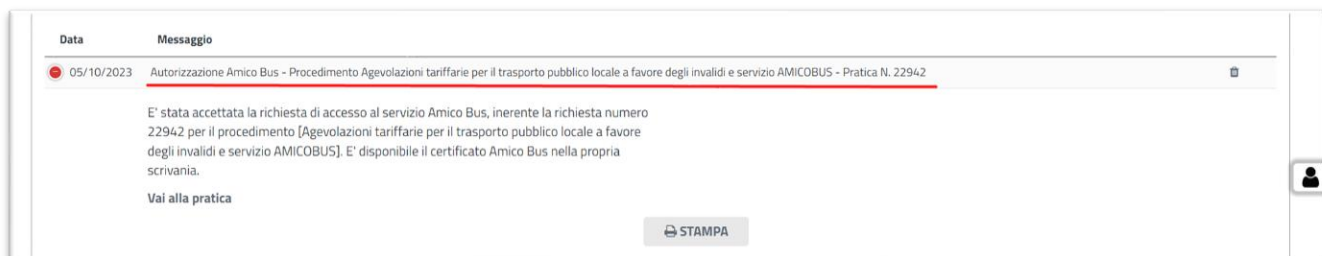 Data Messaggio
05/10/2023 Autorizzazione Amico Bus - Procedimento Agevolazioni tariffarie per il trasporto pubblico locale a favore degli invalidi e servizio AMICOBUS - Pratica N. 22942
E' stata accettata la richiesta di accesso al servizio Amico Bus, inerente la richiesta numero
22942 per il procedimento [Agevolazioni tariffarie per il trasporto pubblico locale a favore
degli invalidi e servizio AMICOBUS]. E' disponibile il certificato Amico Bus nella propria
scrivania.
Vai alla pratica
STAMPA